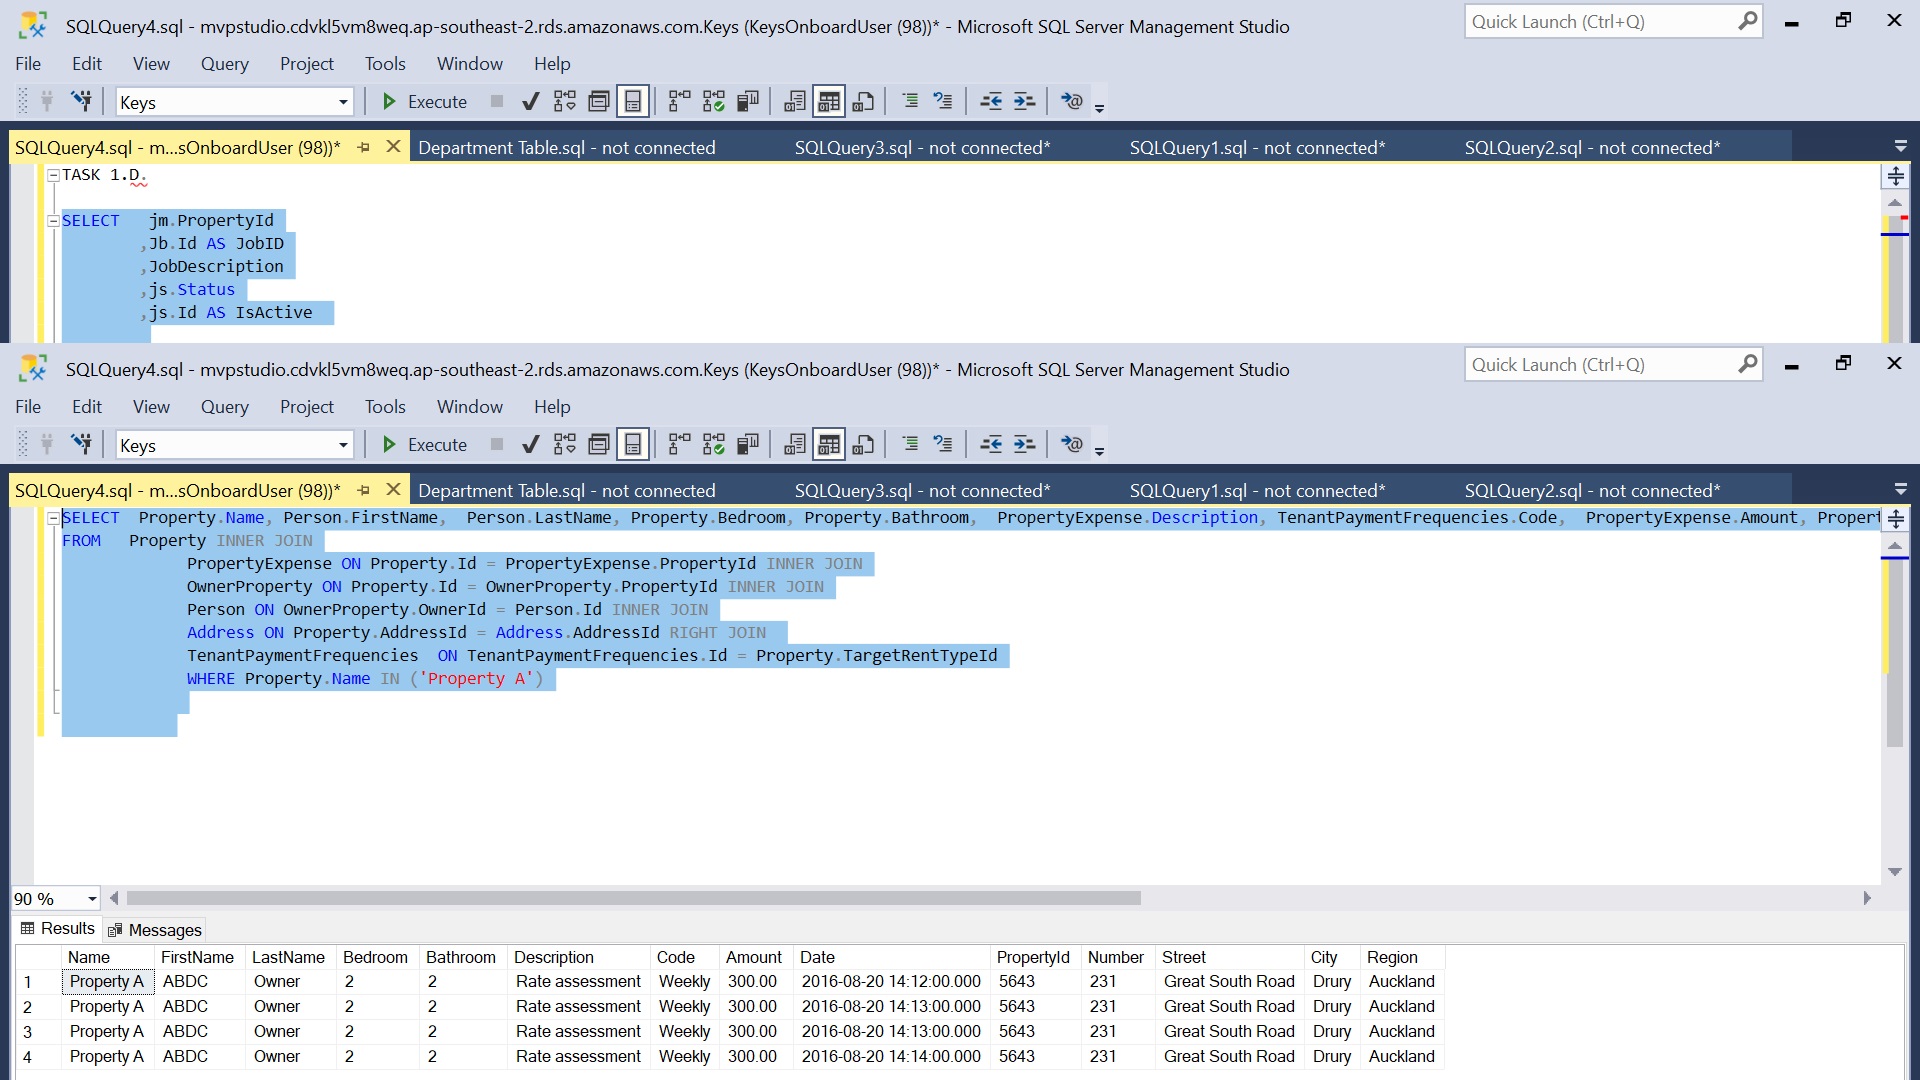 SQLQuery4.sql - mvpstudio.cdvkl5vm8weq.ap-southeast-2.rds.amazonaws.com.Keys (KeysOnboardUser (98))* - Microsoft SQL Server Management Studio
Quick Launch (Ctrl+Q)
File Edit View Query Project Tools Window Help
Keys
Execute
SQLQuery4.sql - m...sOnboardUser (98))*
Department Table.sql - not connected
SQLQuery3.sql - not connected*
SQLQuery1.sql - not connected*
SQLQuery2.sql - not connected*
TASK 1.D.
SELECT jm.PropertyId
,Jb.Id AS JobID
,JobDescription
,js.Status
,js.Id AS IsActive
SQLQuery4.sql - mvpstudio.cdvkl5vm8weq.ap-southeast-2.rds.amazonaws.com.Keys (KeysOnboardUser (98))* - Microsoft SQL Server Management Studio
Quick Launch (Ctrl+Q)
File Edit View Query Project Tools Window Help
Keys
Execute
SQLQuery4.sql - m...sOnboardUser (98))*
Department Table.sql - not connected
SQLQuery3.sql - not connected*
SQLQuery1.sql - not connected*
SQLQuery2.sql - not connected*
SELECT Property.Name, Person.FirstName, Person.LastName, Property.Bedroom, Property.Bathroom, PropertyExpense.Description, TenantPaymentFrequencies.Code, PropertyExpense.Amount, Propert
FROM Property INNER JOIN
PropertyExpense ON Property.Id = PropertyExpense.PropertyId INNER JOIN
OwnerProperty ON Property.Id = OwnerProperty.PropertyId INNER JOIN
Person ON OwnerProperty.OwnerId = Person.Id INNER JOIN
Address ON Property.AddressId = Address.AddressId RIGHT JOIN
TenantPaymentFrequencies ON TenantPaymentFrequencies.Id = Property.TargetRentTypeId
WHERE Property.Name IN ('Property A')
90 %
Results Messages
Name FirstName LastName Bedroom Bathroom Description Code Amount Date PropertyId Number Street City Region
1 Property A ABDC Owner 2 2 Rate assessment Weekly 300.00 2016-08-20 14:12:00.000 5643 231 Great South Road Drury Auckland
2 Property A ABDC Owner 2 2 Rate assessment Weekly 300.00 2016-08-20 14:13:00.000 5643 231 Great South Road Drury Auckland
3 Property A ABDC Owner 2 2 Rate assessment Weekly 300.00 2016-08-20 14:13:00.000 5643 231 Great South Road Drury Auckland
4 Property A ABDC Owner 2 2 Rate assessment Weekly 300.00 2016-08-20 14:14:00.000 5643 231 Great South Road Drury Auckland